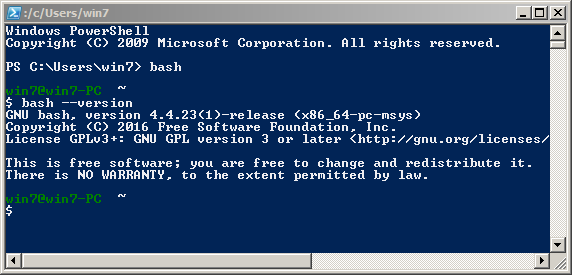 :/c/Users/win7
Windows PowerShell
Copyright (C) 2009 Microsoft Corporation. All rights reserved.
PS C:\Users\win7> bash
win7@win7-PC ~
$ bash --version
GNU bash, version 4.4.23(1)-release (x86_64-pc-msys)
Copyright (C) 2016 Free Software Foundation, Inc.
License GPLv3+: GNU GPL version 3 or later <http://gnu.org/licenses/
This is free software; you are free to change and redistribute it.
There is NO WARRANTY, to the extent permitted by law.
win7@win7-PC ~
$